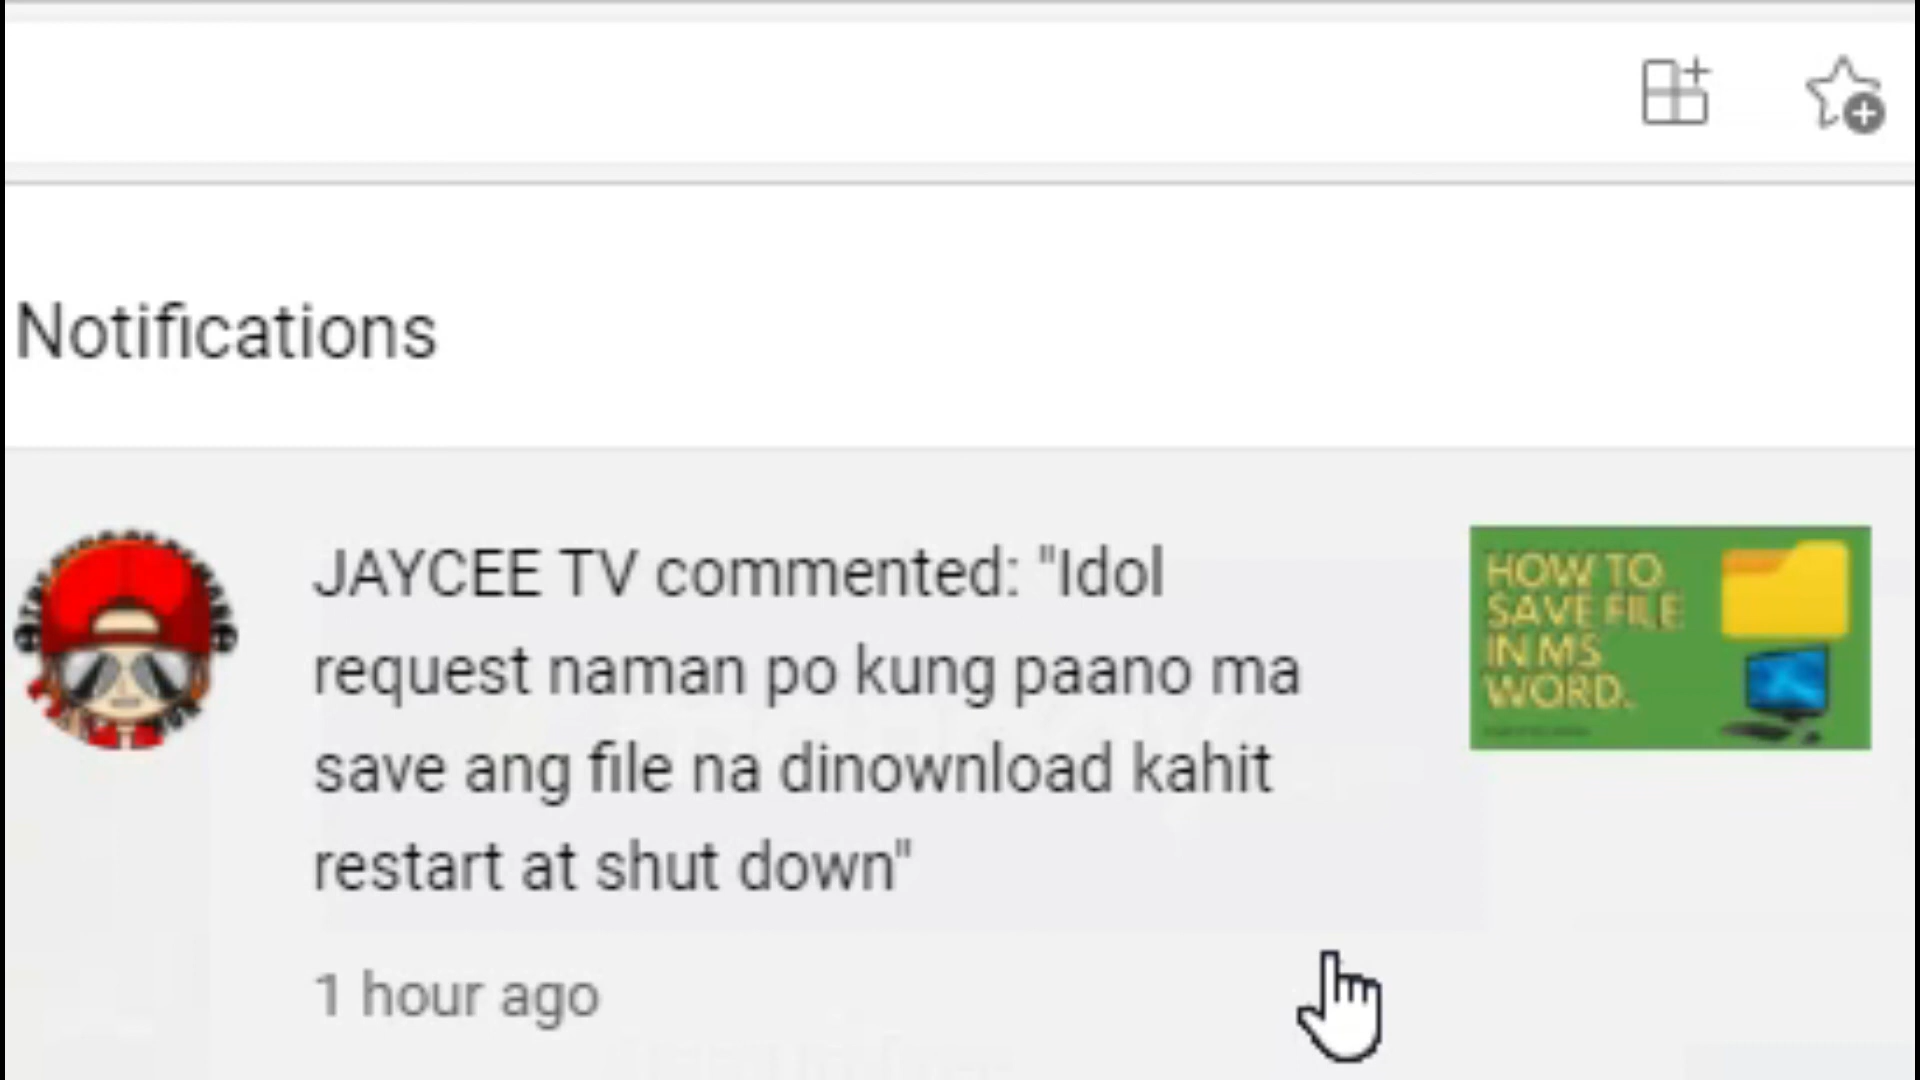 Notifications
JAYCEE TV commented: "Idol
request naman po kung paano ma
save ang file na dinownload kahit
restart at shut down"
1 hour ago
HOW TO
SAVE FILE
IN MS
WORD.